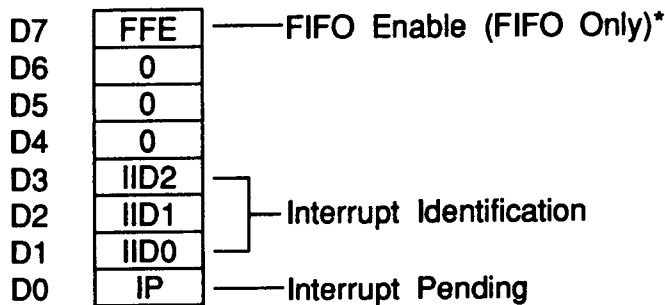 D7 FFE FIFO Enable (FIFO Only)*
D6 0
D5 0
D4 0
D3 IID2
D2 IID1 Interrupt Identification
D1 IID0
D0 IP Interrupt Pending